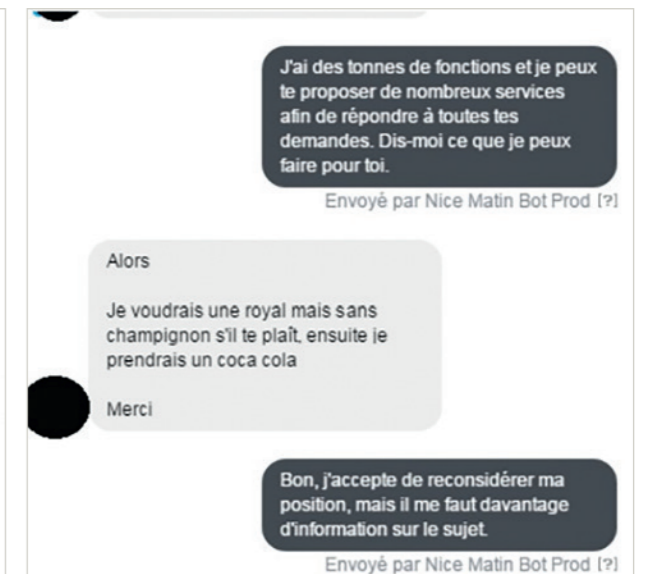 J'ai des tonnes de fonctions et je peux
te proposer de nombreux services
afin de répondre à toutes tes
demandes. Dis-moi ce que je peux
faire pour toi.
Envoyé par Nice Matin Bot Prod [?]
Alors
Je voudrais une royal mais sans
champignon s'il te plaît, ensuite je
prendrais un coca cola
Merci
Bon, j'accepte de reconsidérer ma
position, mais il me faut davantage
d'information sur le sujet.
Envoyé par Nice Matin Bot Prod [?]